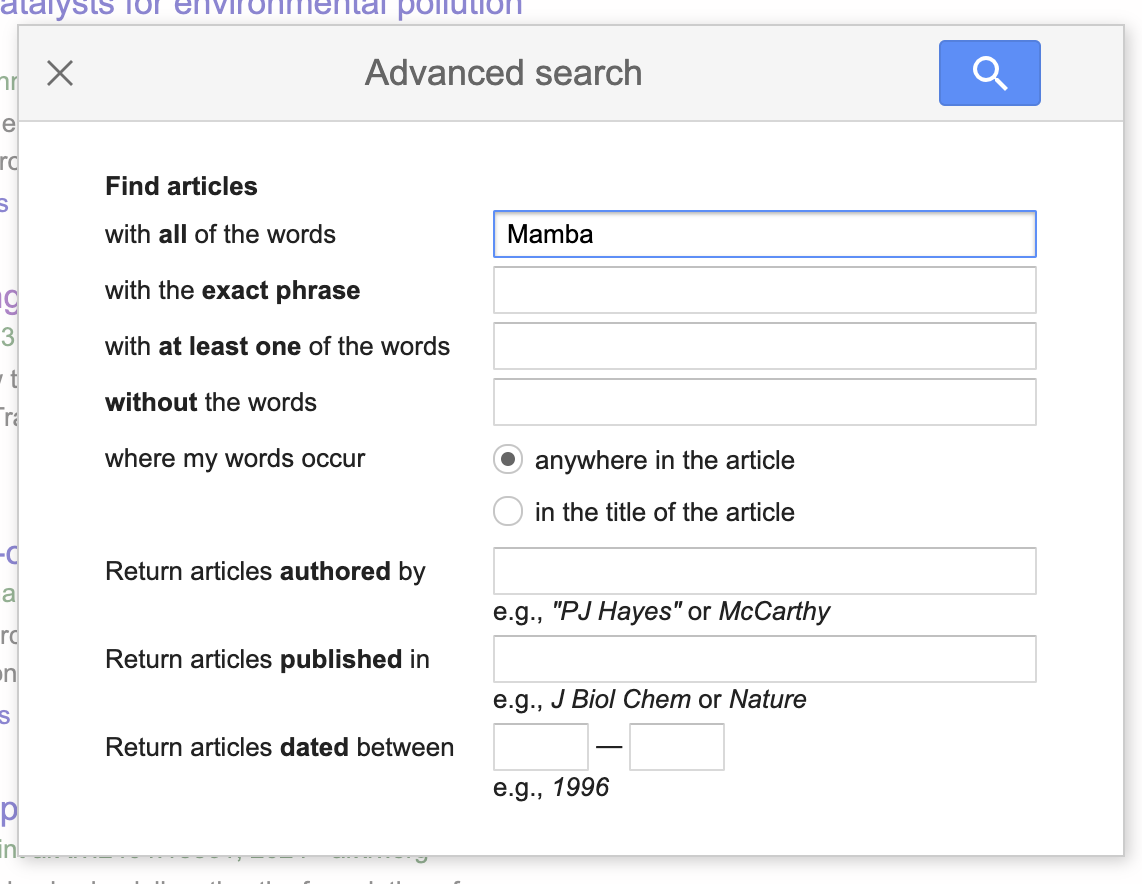 atalysts for environmental pollution
Advanced search
Find articles
with all of the words
Mamba
with the exact phrase
with at least one of the words
without the words
where my words occur
anywhere in the article
in the title of the article
Return articles authored by
e.g., "PJ Hayes" or McCarthy
Return articles published in
e.g., J Biol Chem or Nature
Return articles dated between
—
e.g., 1996